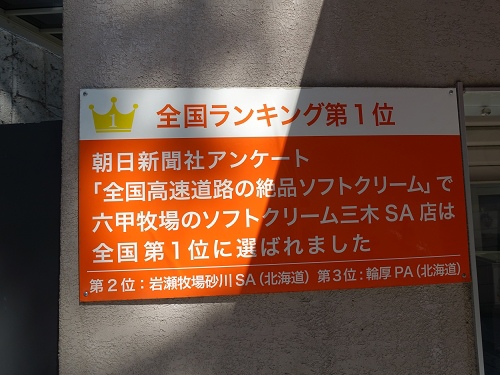 1
全国ランキング第1位
朝日新聞社アンケート
「全国高速道路の絶品ソフトクリーム」で
六甲牧場のソフトクリーム三木SA店は
全国第1位に選ばれました
第2位:岩瀬牧場砂川SA(北海道) 第3位:輪厚PA(北海道)